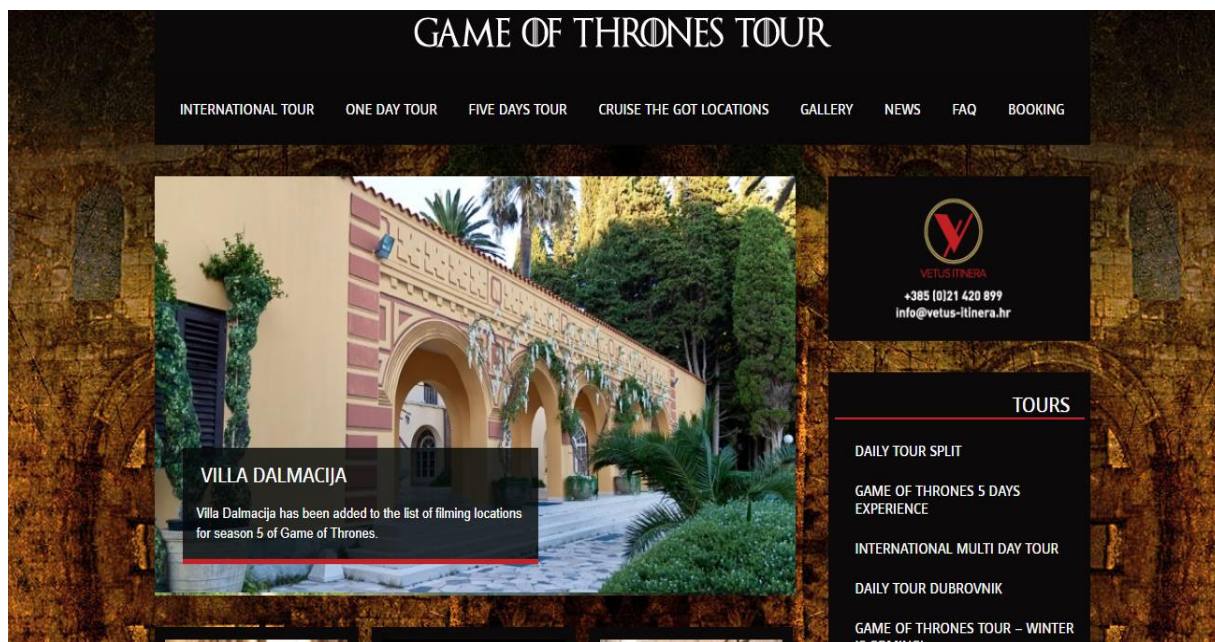 GAME OF THRONES TOUR
INTERNATIONAL TOUR ONE DAY TOUR FIVE DAYS TOUR CRUISE THE GOT LOCATIONS GALLERY NEWS FAQ BOOKING
VILLA DALMACIJA
Villa Dalmacija has been added to the list of filming locations
for season 5 of Game of Thrones.
VETUS ITINERA
+385 (0)21 420 899
info@vetus-itinera.hr
TOURS
DAILY TOUR SPLIT
GAME OF THRONES 5 DAYS
EXPERIENCE
INTERNATIONAL MULTI DAY TOUR
DAILY TOUR DUBROVNIK
GAME OF THRONES TOUR – WINTER
IS COMING!